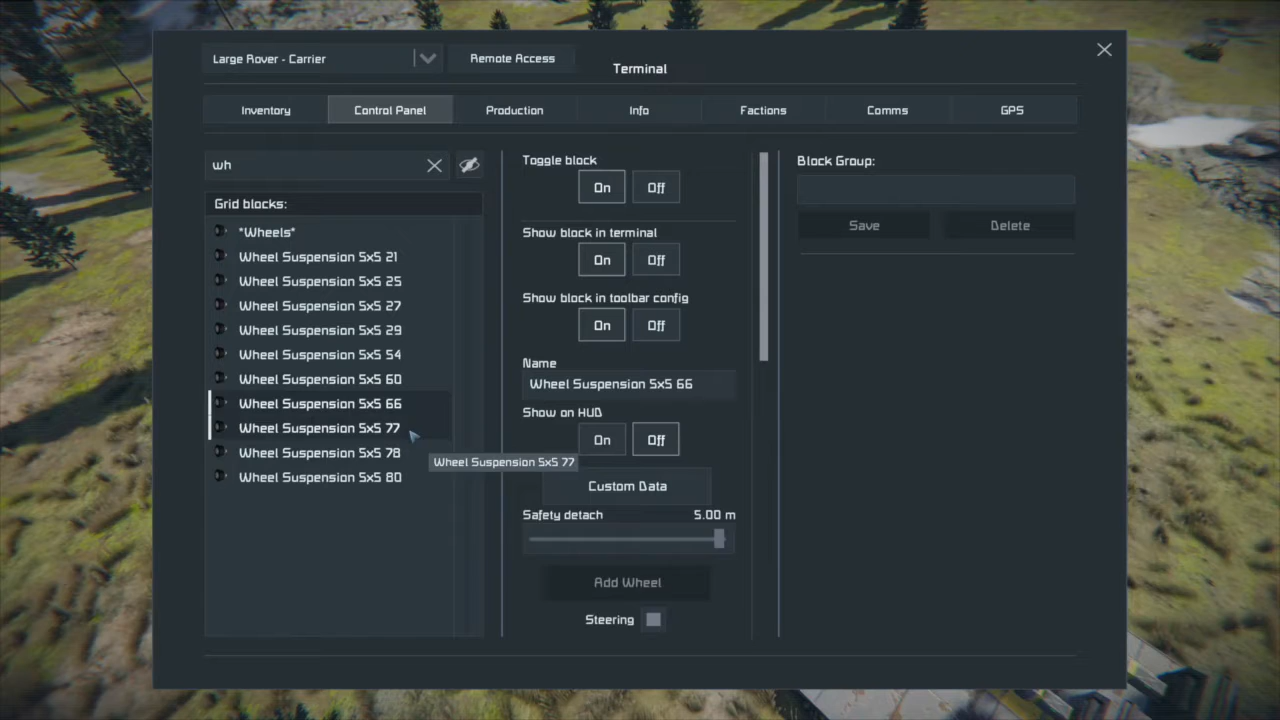 Large Rover - Carrier
Remote Access
Terminal
Inventory
Control Panel
Production
Info
Factions
Comms
GPS
wh
Grid blocks:
*Wheels*
Wheel Suspension 5x5 21
Wheel Suspension 5x5 25
Wheel Suspension 5x5 27
Wheel Suspension 5x5 29
Wheel Suspension 5x5 54
Wheel Suspension 5x5 60
Wheel Suspension 5x5 66
Wheel Suspension 5x5 77
Wheel Suspension 5x5 78
Wheel Suspension 5x5 80
Wheel Suspension 5x5 77
Toggle block
On Off
Show block in terminal
On Off
Show block in toolbar config
On Off
Name
Wheel Suspension 5x5 66
Show on HUD
On Off
Custom Data
Safety detach 5.00 m
Add Wheel
Steering
Block Group:
Save Delete